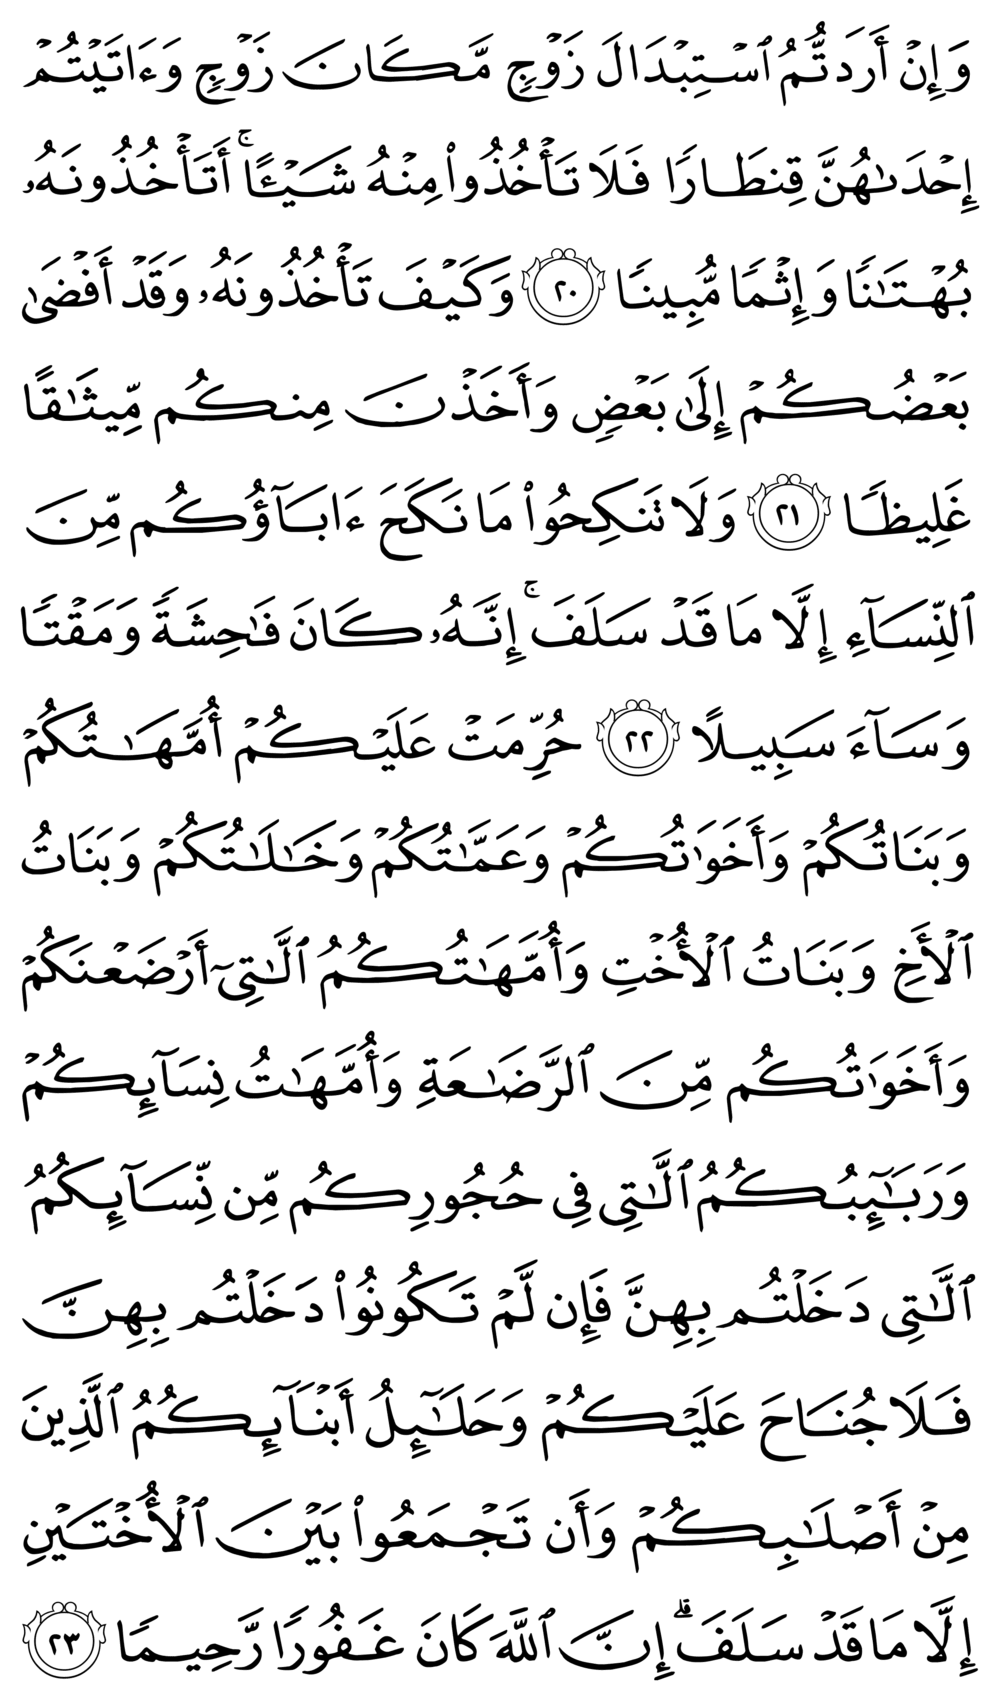 وَإِنْ أَرَدتُّمُ ٱسْتِبْدَالَ زَوْجٍ مَّكَانَ زَوْجٍ وَءَاتَيْتُمْ
إِحْدَىٰهُنَّ قِنطَارًا فَلَا تَأْخُذُوا۟ مِنْهُ شَيْـًٔا ۚ أَتَأْخُذُونَهُۥ
بُهْتَـٰنًا وَإِثْمًا مُّبِينًا ٢٠ وَكَيْفَ تَأْخُذُونَهُۥ وَقَدْ أَفْضَىٰ
بَعْضُكُمْ إِلَىٰ بَعْضٍ وَأَخَذْنَ مِنكُم مِّيثَـٰقًا
غَلِيظًا ٢١ وَلَا تَنكِحُوا۟ مَا نَكَحَ ءَابَآؤُكُم مِّنَ
ٱلنِّسَآءِ إِلَّا مَا قَدْ سَلَفَ ۚ إِنَّهُۥ كَانَ فَـٰحِشَةً وَمَقْتًا
وَسَآءَ سَبِيلًا ٢٢ حُرِّمَتْ عَلَيْكُمْ أُمَّهَـٰتُكُمْ
وَبَنَاتُكُمْ وَأَخَوَٰتُكُمْ وَعَمَّـٰتُكُمْ وَخَـٰلَـٰتُكُمْ وَبَنَاتُ
ٱلْأَخِ وَبَنَاتُ ٱلْأُخْتِ وَأُمَّهَـٰتُكُمُ ٱلَّـٰتِىٓ أَرْضَعْنَكُمْ
وَأَخَوَٰتُكُم مِّنَ ٱلرَّضَـٰعَةِ وَأُمَّهَـٰتُ نِسَآئِكُمْ
وَرَبَـٰٓئِبُكُمُ ٱلَّـٰتِى فِى حُجُورِكُم مِّن نِّسَآئِكُمُ
ٱلَّـٰتِى دَخَلْتُم بِهِنَّ فَإِن لَّمْ تَكُونُوا۟ دَخَلْتُم بِهِنَّ
فَلَا جُنَاحَ عَلَيْكُمْ وَحَلَـٰٓئِلُ أَبْنَآئِكُمُ ٱلَّذِينَ
مِنْ أَصْلَـٰبِكُمْ وَأَن تَجْمَعُوا۟ بَيْنَ ٱلْأُخْتَيْنِ
إِلَّا مَا قَدْ سَلَفَ ۗ إِنَّ ٱللَّهَ كَانَ غَفُورًا رَّحِيمًا ٢٣